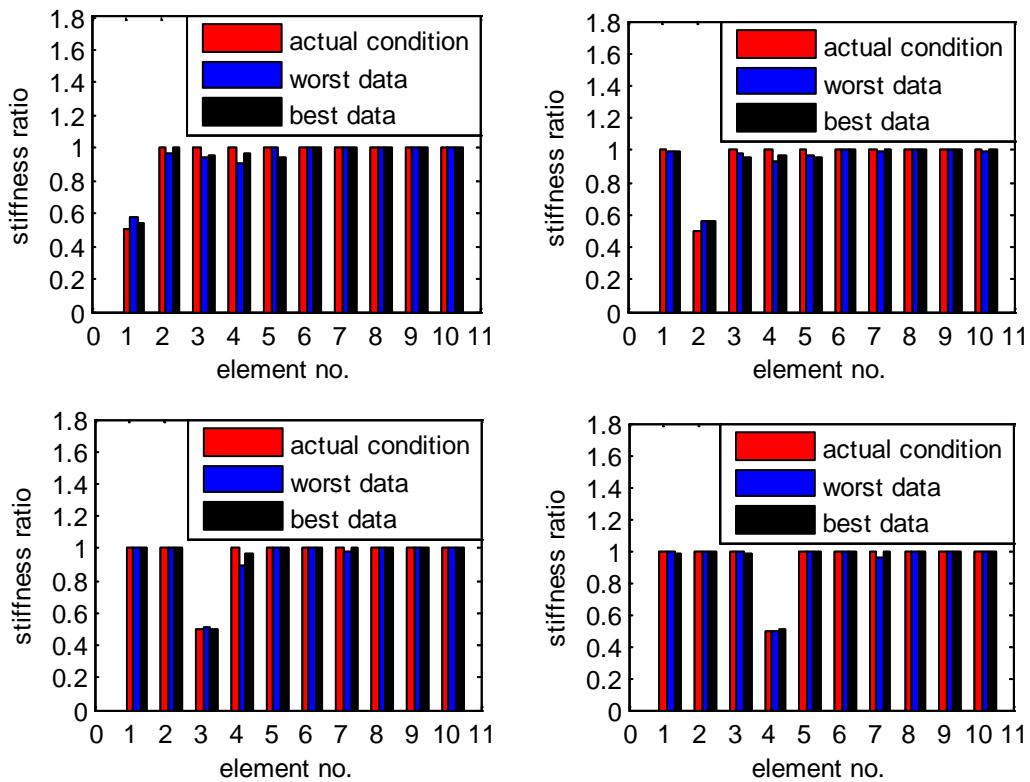 1.8
1.6
1.4
1.2
1
0.8
0.6
0.4
0.2
0
stiffness ratio
actual condition
worst data
best data
0 1 2 3 4 5 6 7 8 9 10 11
element no.
1.8
1.6
1.4
1.2
1
0.8
0.6
0.4
0.2
0
stiffness ratio
actual condition
worst data
best data
0 1 2 3 4 5 6 7 8 9 10 11
element no.
1.8
1.6
1.4
1.2
1
0.8
0.6
0.4
0.2
0
stiffness ratio
actual condition
worst data
best data
0 1 2 3 4 5 6 7 8 9 10 11
element no.
1.8
1.6
1.4
1.2
1
0.8
0.6
0.4
0.2
0
stiffness ratio
actual condition
worst data
best data
0 1 2 3 4 5 6 7 8 9 10 11
element no.